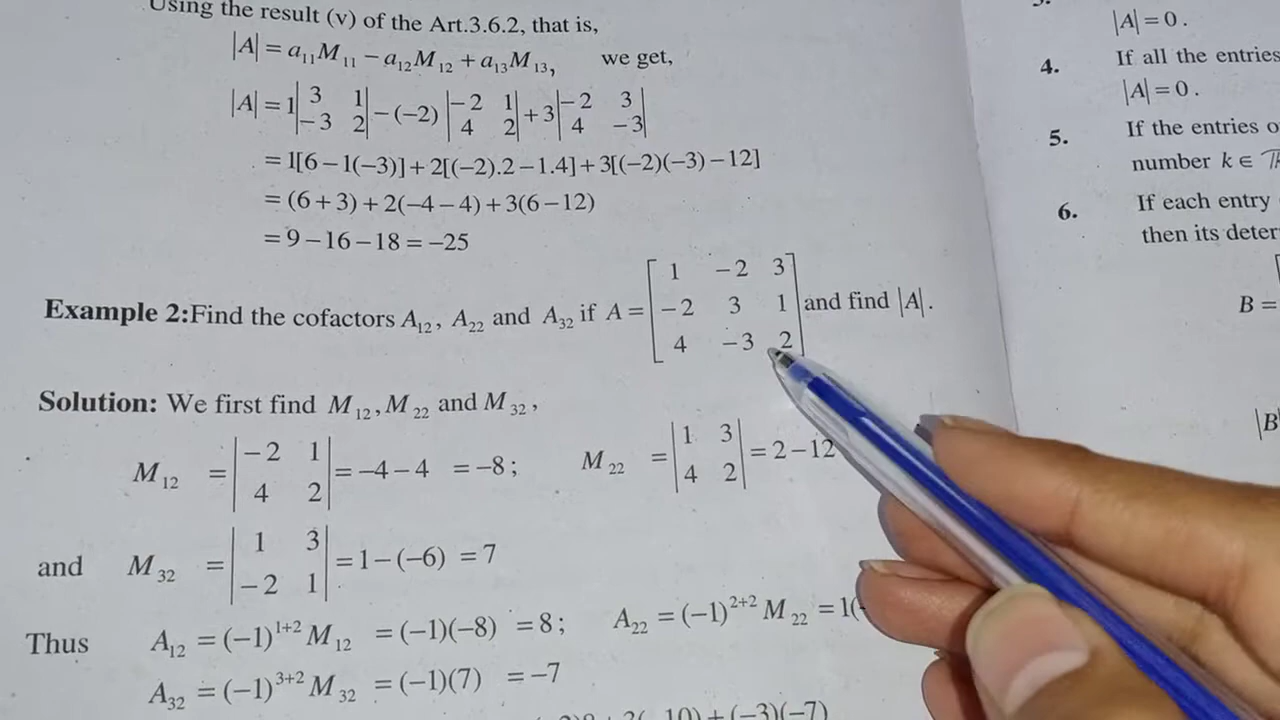 Using the result (v) of the Art.3.6.2, that is,
|A| = a₁₁M₁₁ − a₁₂M₁₂ + a₁₃M₁₃, we get,
|A| = 1 |3 1; −3 2| − (−2) |−2 1; 4 2| + 3 |−2 3; 4 −3|
= 1[6 − 1(−3)] + 2[(−2).2 − 1.4] + 3[(−2)(−3) − 12]
= (6 + 3) + 2(−4 − 4) + 3(6 − 12)
= 9 − 16 − 18 = −25
Example 2: Find the cofactors A₁₂, A₂₂ and A₃₂ if A = [1 −2 3; −2 3 1; 4 −3 2] and find |A|.
Solution: We first find M₁₂, M₂₂ and M₃₂,
M₁₂ = |−2 1; 4 2| = −4 − 4 = −8; M₂₂ = |1 3; 4 2| = 2 − 12
and M₃₂ = |1 3; −2 1| = 1 − (−6) = 7
Thus A₁₂ = (−1)¹⁺² M₁₂ = (−1)(−8) = 8; A₂₂ = (−1)²⁺² M₂₂ = 1(
A₃₂ = (−1)³⁺² M₃₂ = (−1)(7) = −7
10) + (−3)(−7)
|A| = 0.
4. If all the entries
|A| = 0.
5. If the entries o
number k ∈
6. If each entry
then its deter
B =
|B